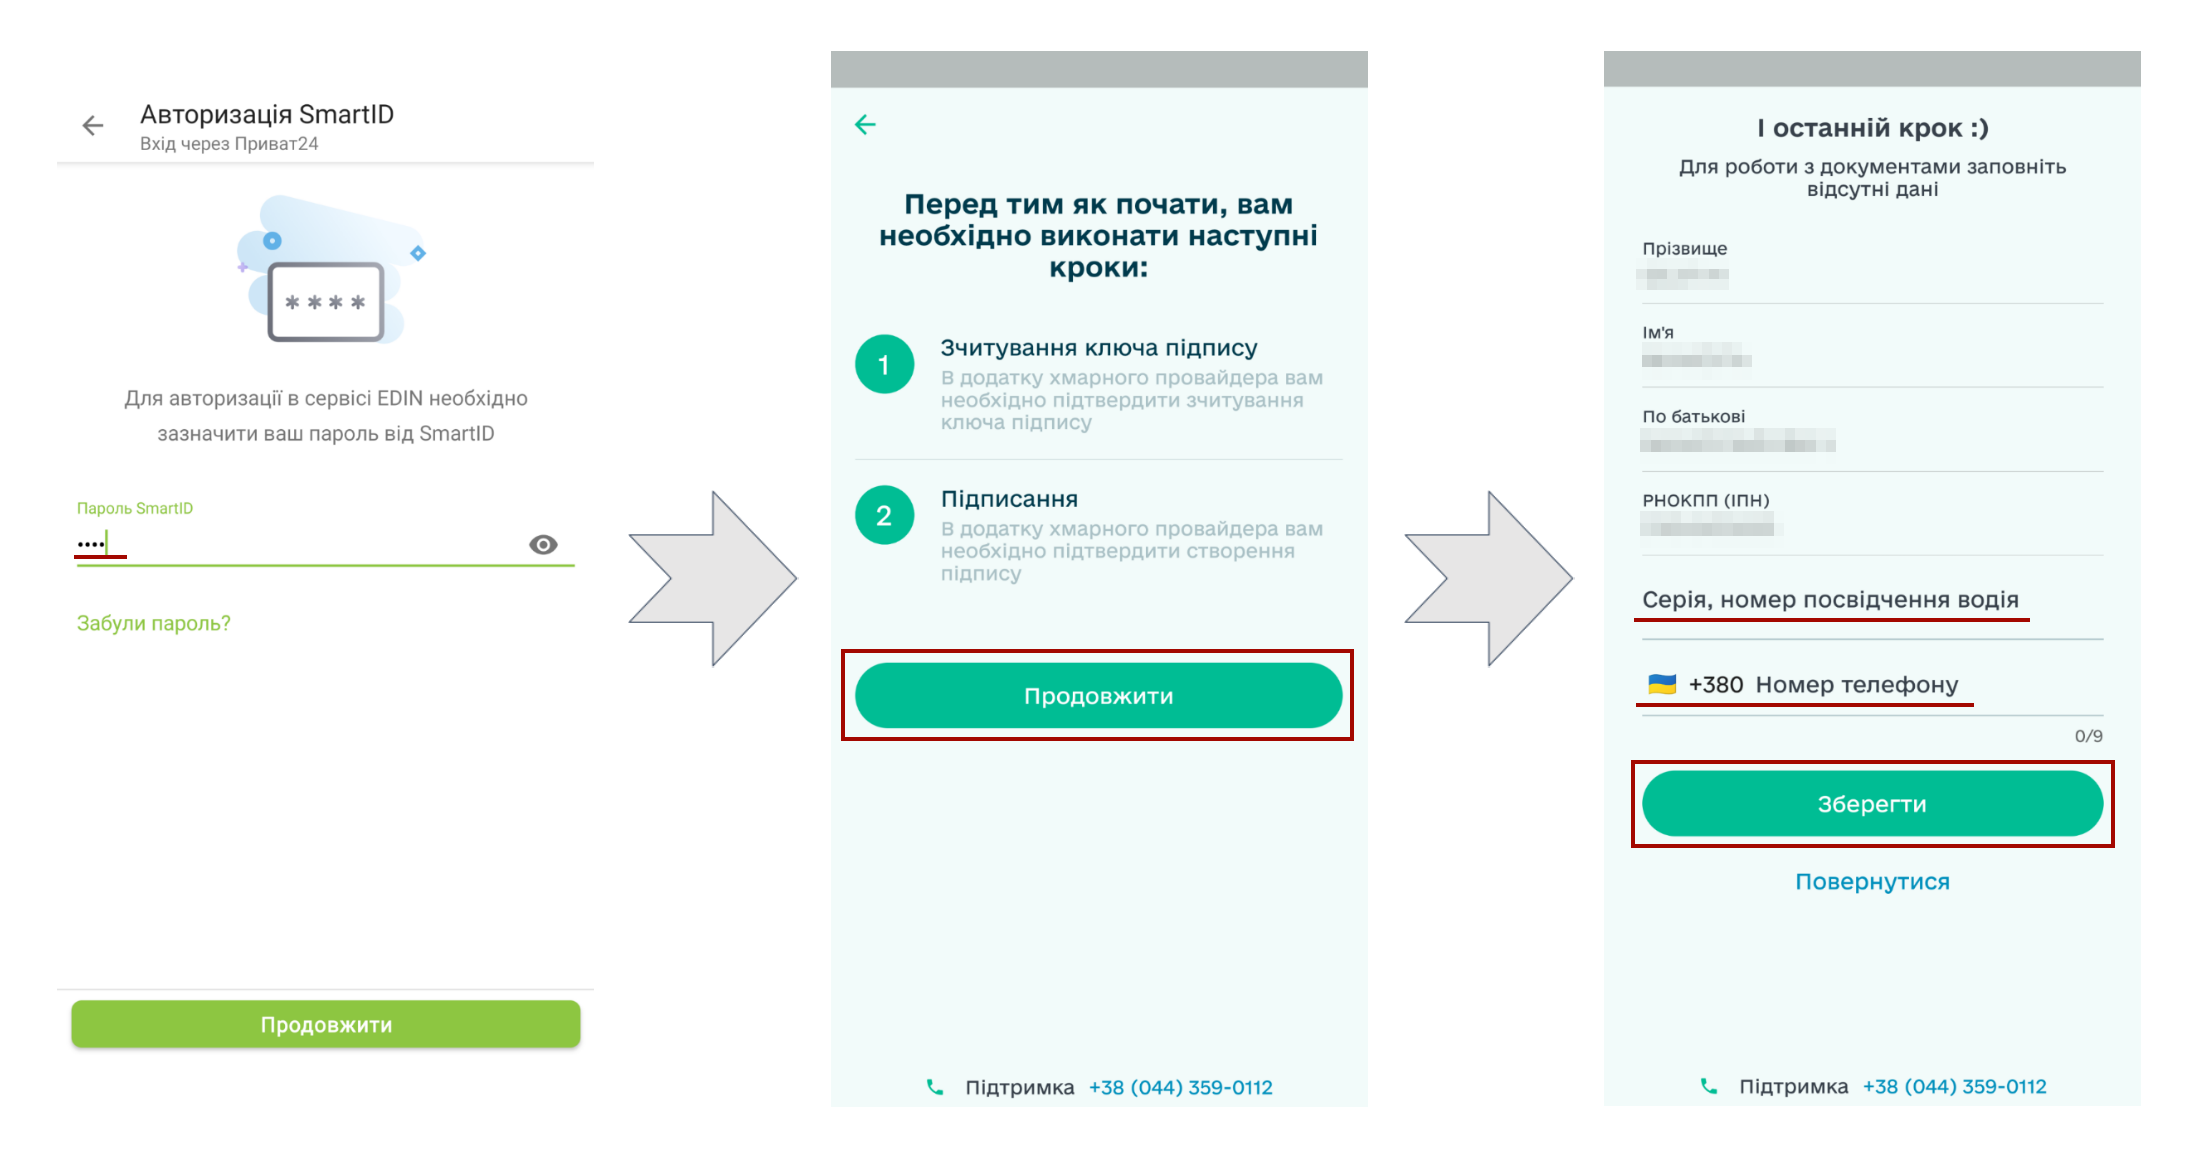 Авторизація SmartID
Вхід через Приват24
* * * *
Для авторизації в сервісі EDIN необхідно
зазначити ваш пароль від SmartID
Пароль SmartID
••••
Забули пароль?
Продовжити
Перед тим як почати, вам
необхідно виконати наступні
кроки:
1
Зчитування ключа підпису
В додатку хмарного провайдера вам
необхідно підтвердити зчитування
ключа підпису
2
Підписання
В додатку хмарного провайдера вам
необхідно підтвердити створення
підпису
Продовжити
Підтримка +38 (044) 359-0112
І останній крок :)
Для роботи з документами заповніть
відсутні дані
Прізвище
Ім'я
По батькові
РНОКПП (ІПН)
Серія, номер посвідчення водія
+380 Номер телефону
0/9
Зберегти
Повернутися
Підтримка +38 (044) 359-0112